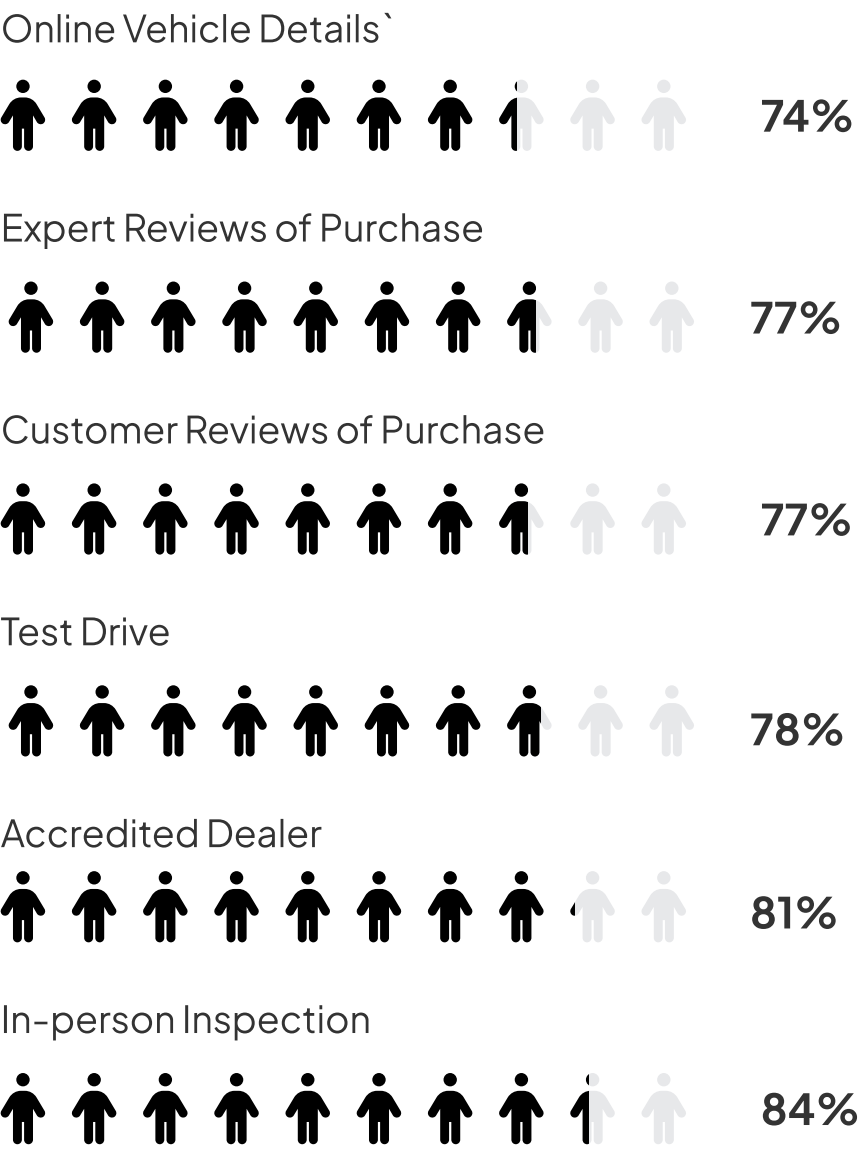 Online Vehicle Details`
74%
Expert Reviews of Purchase
77%
Customer Reviews of Purchase
77%
Test Drive
78%
Accredited Dealer
81%
In-person Inspection
84%